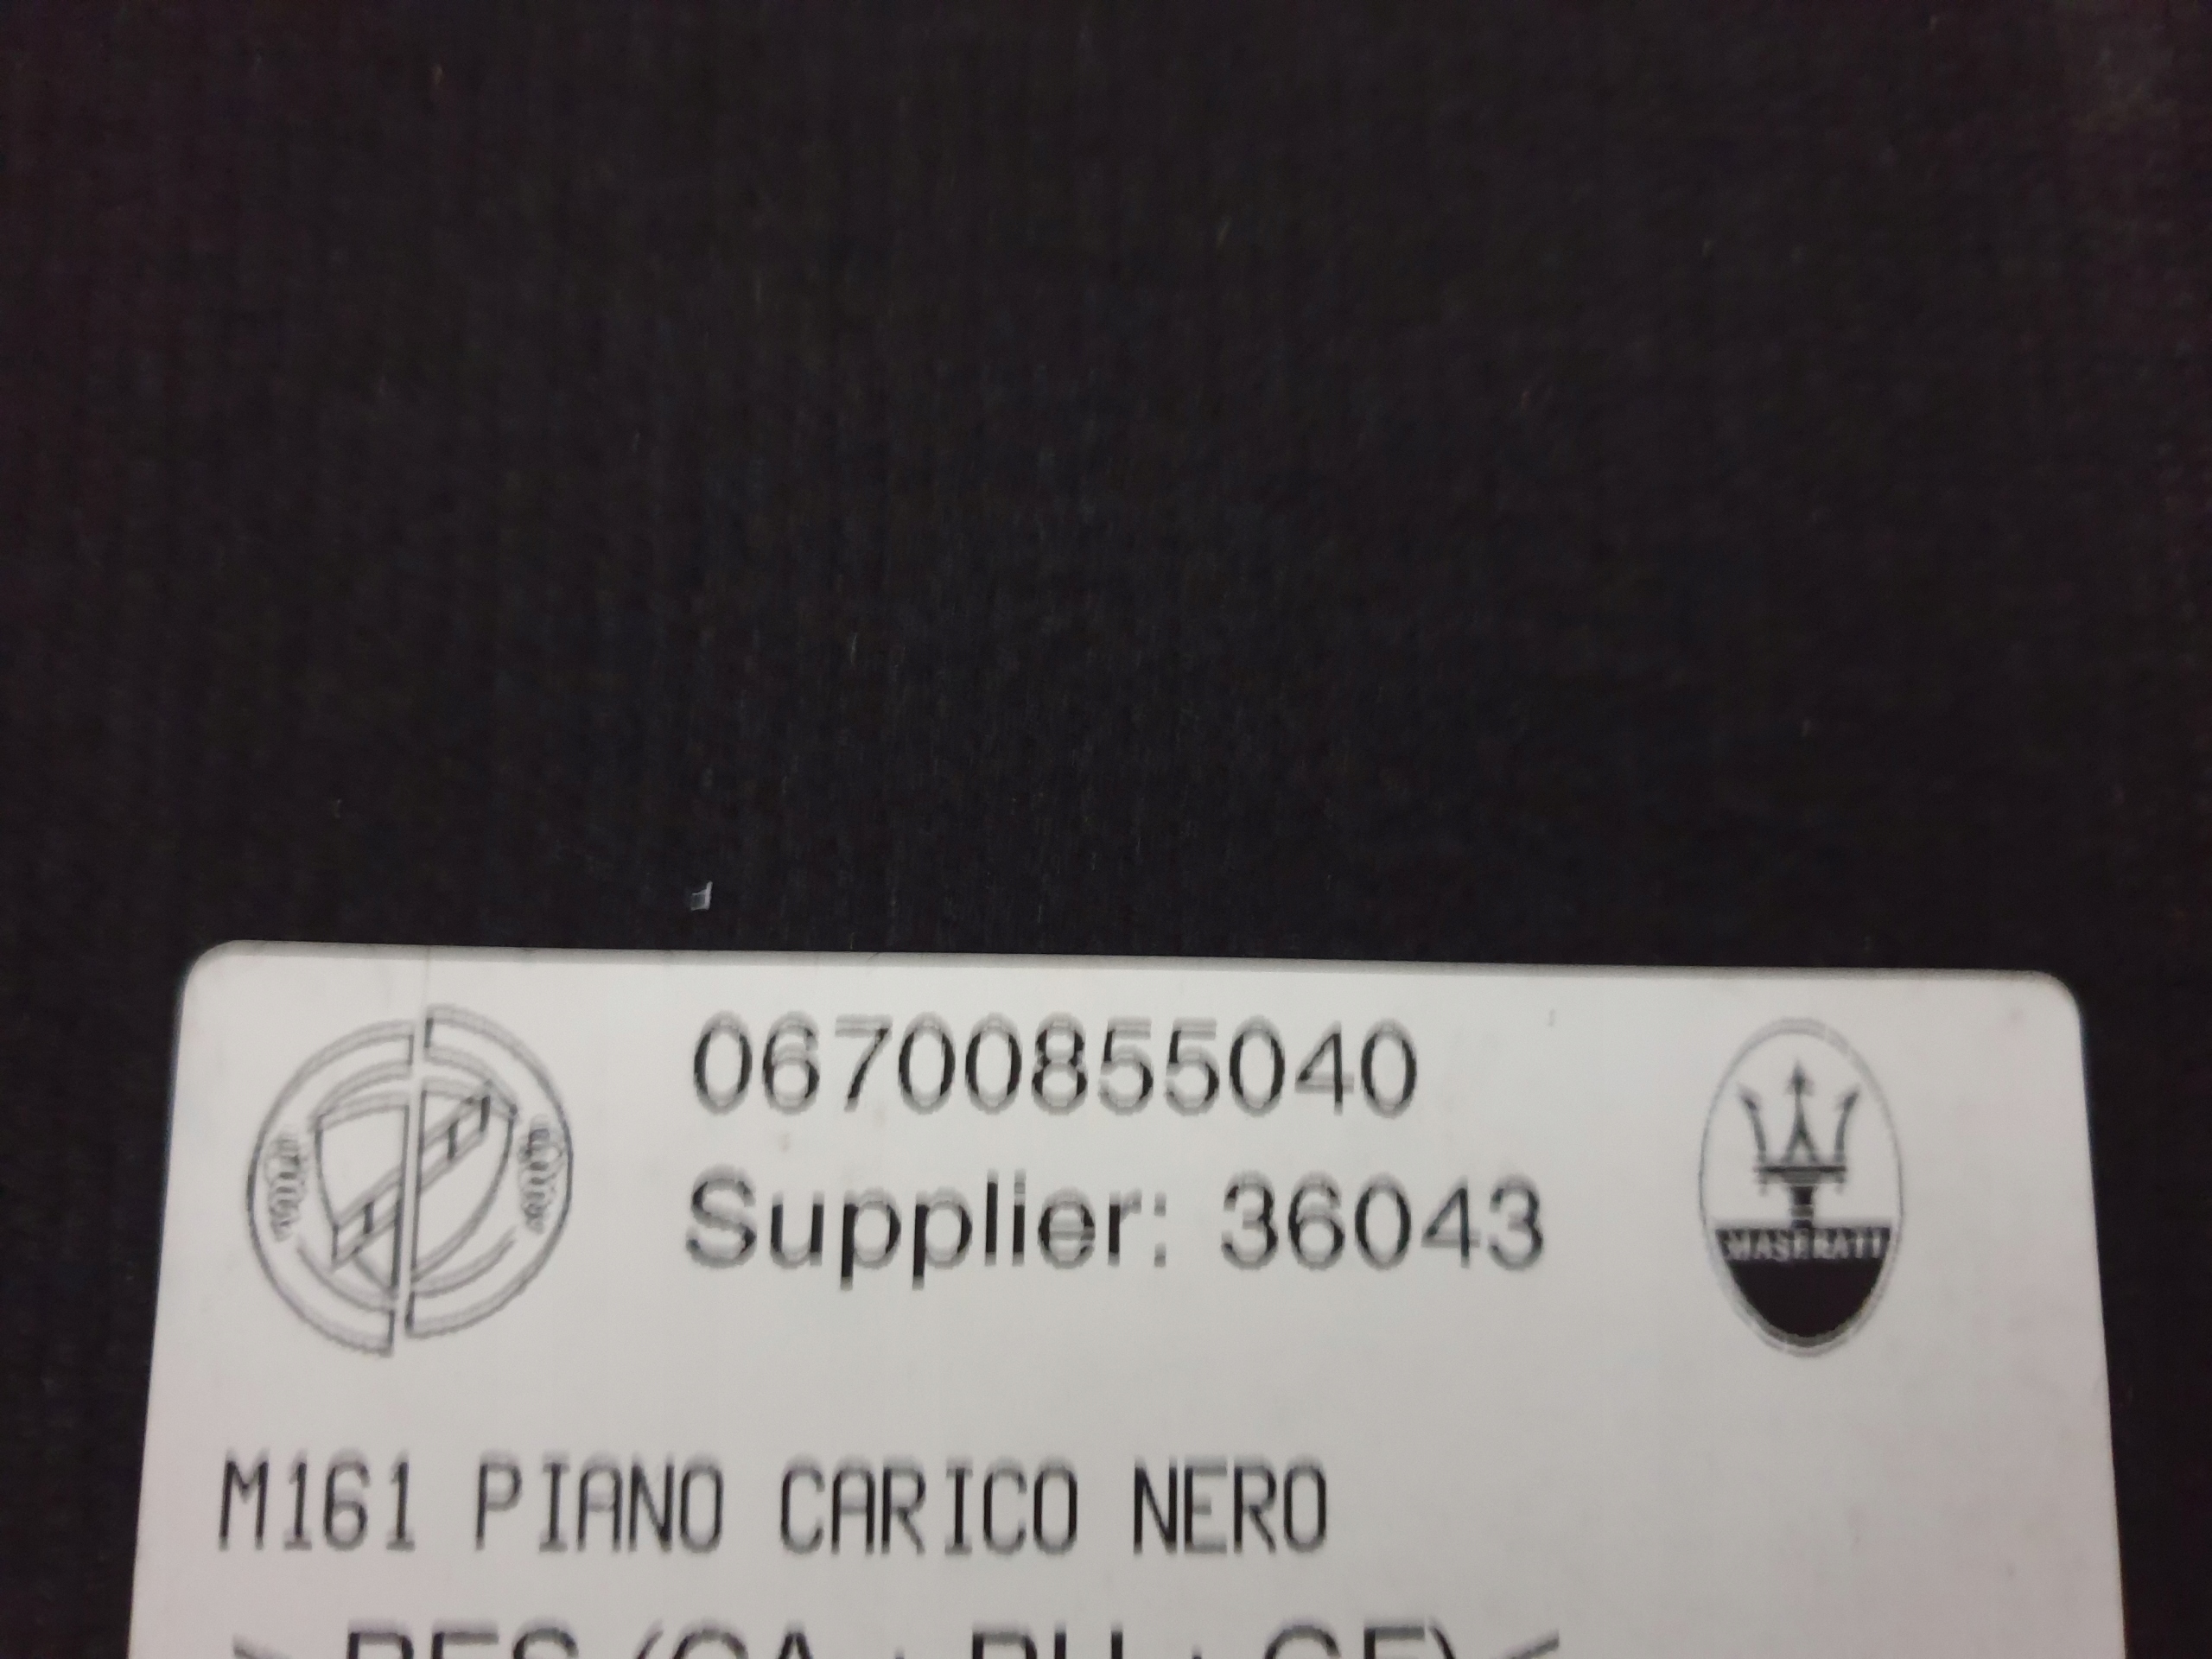 06700855040
Supplier: 36043
MASERATI
M161 PIANO CARICO NERO